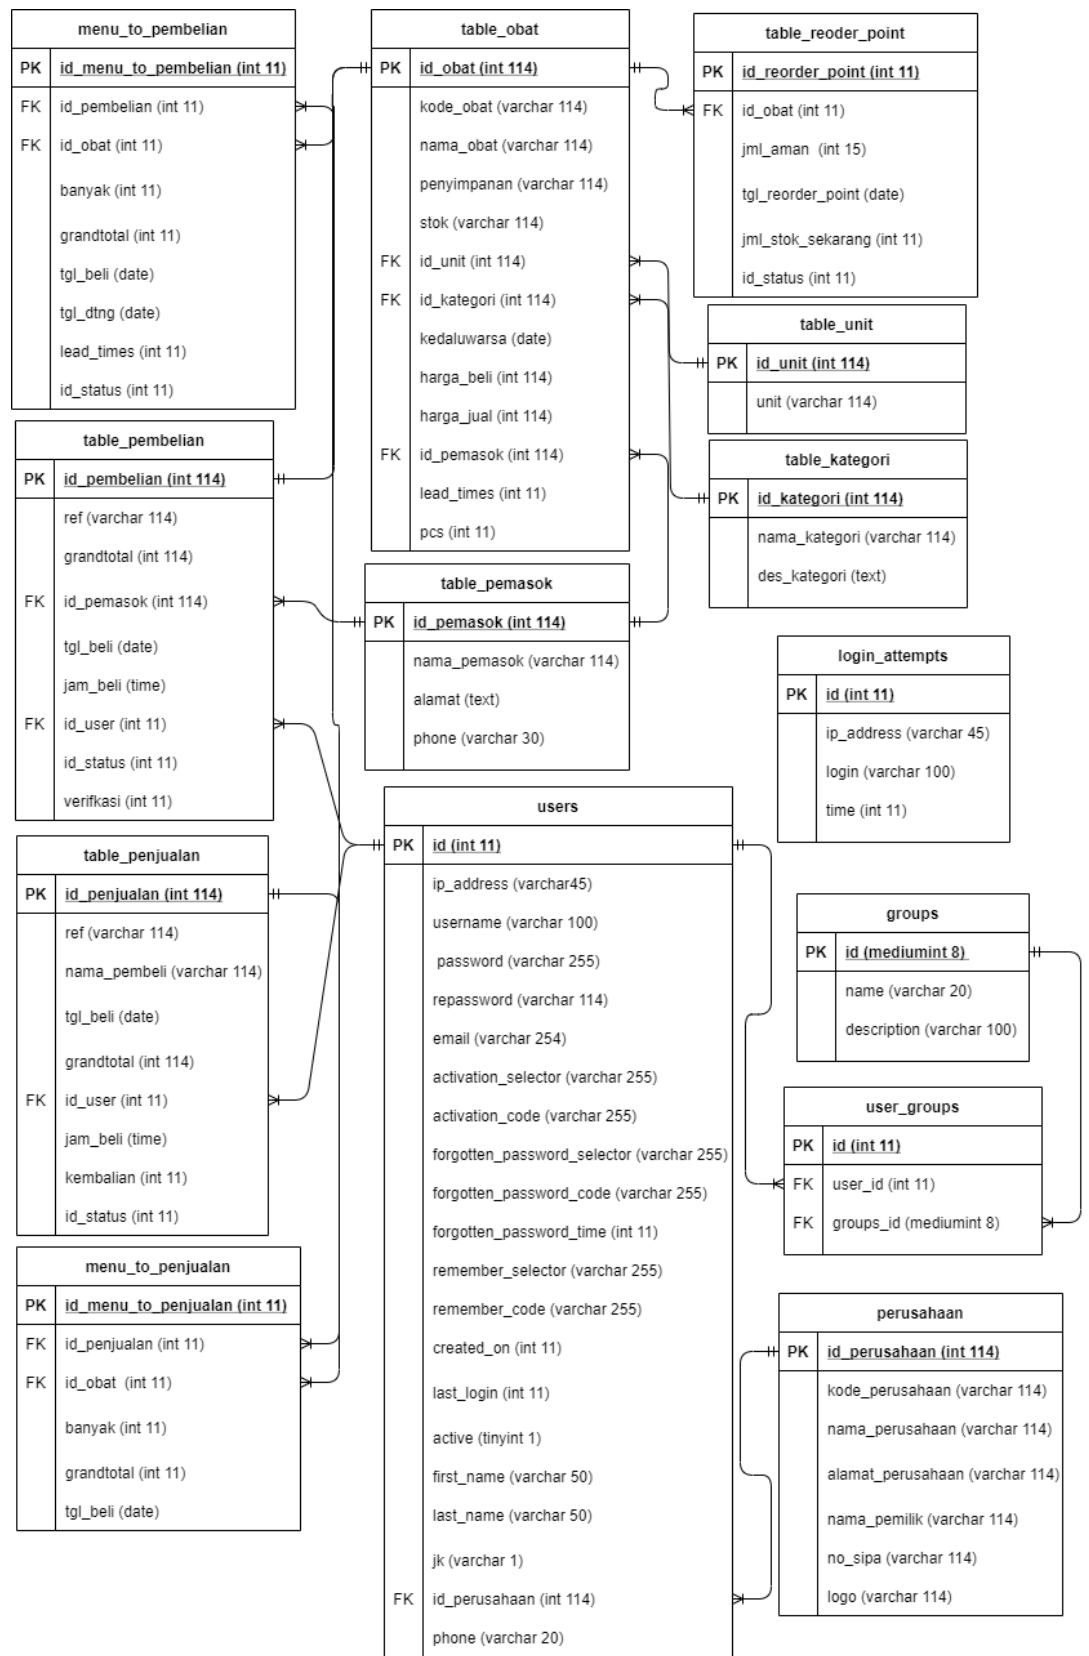 menu_to_pembelian
PK id_menu_to_pembelian (int 11)
FK id_pembelian (int 11)
FK id_obat (int 11)
banyak (int 11)
grandtotal (int 11)
tgl_beli (date)
tgl_dtng (date)
lead_times (int 11)
id_status (int 11)
table_pembelian
PK id_pembelian (int 114)
ref (varchar 114)
grandtotal (int 114)
FK id_pemasok (int 114)
tgl_beli (date)
jam_beli (time)
FK id_user (int 11)
id_status (int 11)
verifkasi (int 11)
table_penjualan
PK id_penjualan (int 114)
ref (varchar 114)
nama_pembeli (varchar 114)
tgl_beli (date)
grandtotal (int 114)
FK id_user (int 11)
jam_beli (time)
kembalian (int 11)
id_status (int 11)
menu_to_penjualan
PK id_menu_to_penjualan (int 11)
FK id_penjualan (int 11)
FK id_obat (int 11)
banyak (int 11)
grandtotal (int 11)
tgl_beli (date)
table_obat
PK id_obat (int 114)
kode_obat (varchar 114)
nama_obat (varchar 114)
penyimpanan (varchar 114)
stok (varchar 114)
FK id_unit (int 114)
FK id_kategori (int 114)
kedaluwarsa (date)
harga_beli (int 114)
harga_jual (int 114)
FK id_pemasok (int 114)
lead_times (int 11)
pcs (int 11)
table_pemasok
PK id_pemasok (int 114)
nama_pemasok (varchar 114)
alamat (text)
phone (varchar 30)
users
PK id (int 11)
ip_address (varchar45)
username (varchar 100)
password (varchar 255)
repassword (varchar 114)
email (varchar 254)
activation_selector (varchar 255)
activation_code (varchar 255)
forgotten_password_selector (varchar 255)
forgotten_password_code (varchar 255)
forgotten_password_time (int 11)
remember_selector (varchar 255)
remember_code (varchar 255)
created_on (int 11)
last_login (int 11)
active (tinyint 1)
first_name (varchar 50)
last_name (varchar 50)
jk (varchar 1)
FK id_perusahaan (int 114)
phone (varchar 20)
table_reoder_point
PK id_reorder_point (int 11)
FK id_obat (int 11)
jml_aman (int 15)
tgl_reorder_point (date)
jml_stok_sekarang (int 11)
id_status (int 11)
table_unit
PK id_unit (int 114)
unit (varchar 114)
table_kategori
PK id_kategori (int 114)
nama_kategori (varchar 114)
des_kategori (text)
login_attempts
PK id (int 11)
ip_address (varchar 45)
login (varchar 100)
time (int 11)
groups
PK id (mediumint 8)
name (varchar 20)
description (varchar 100)
user_groups
PK id (int 11)
FK user_id (int 11)
FK groups_id (mediumint 8)
perusahaan
PK id_perusahaan (int 114)
kode_perusahaan (varchar 114)
nama_perusahaan (varchar 114)
alamat_perusahaan (varchar 114)
nama_pemilik (varchar 114)
no_sipa (varchar 114)
logo (varchar 114)